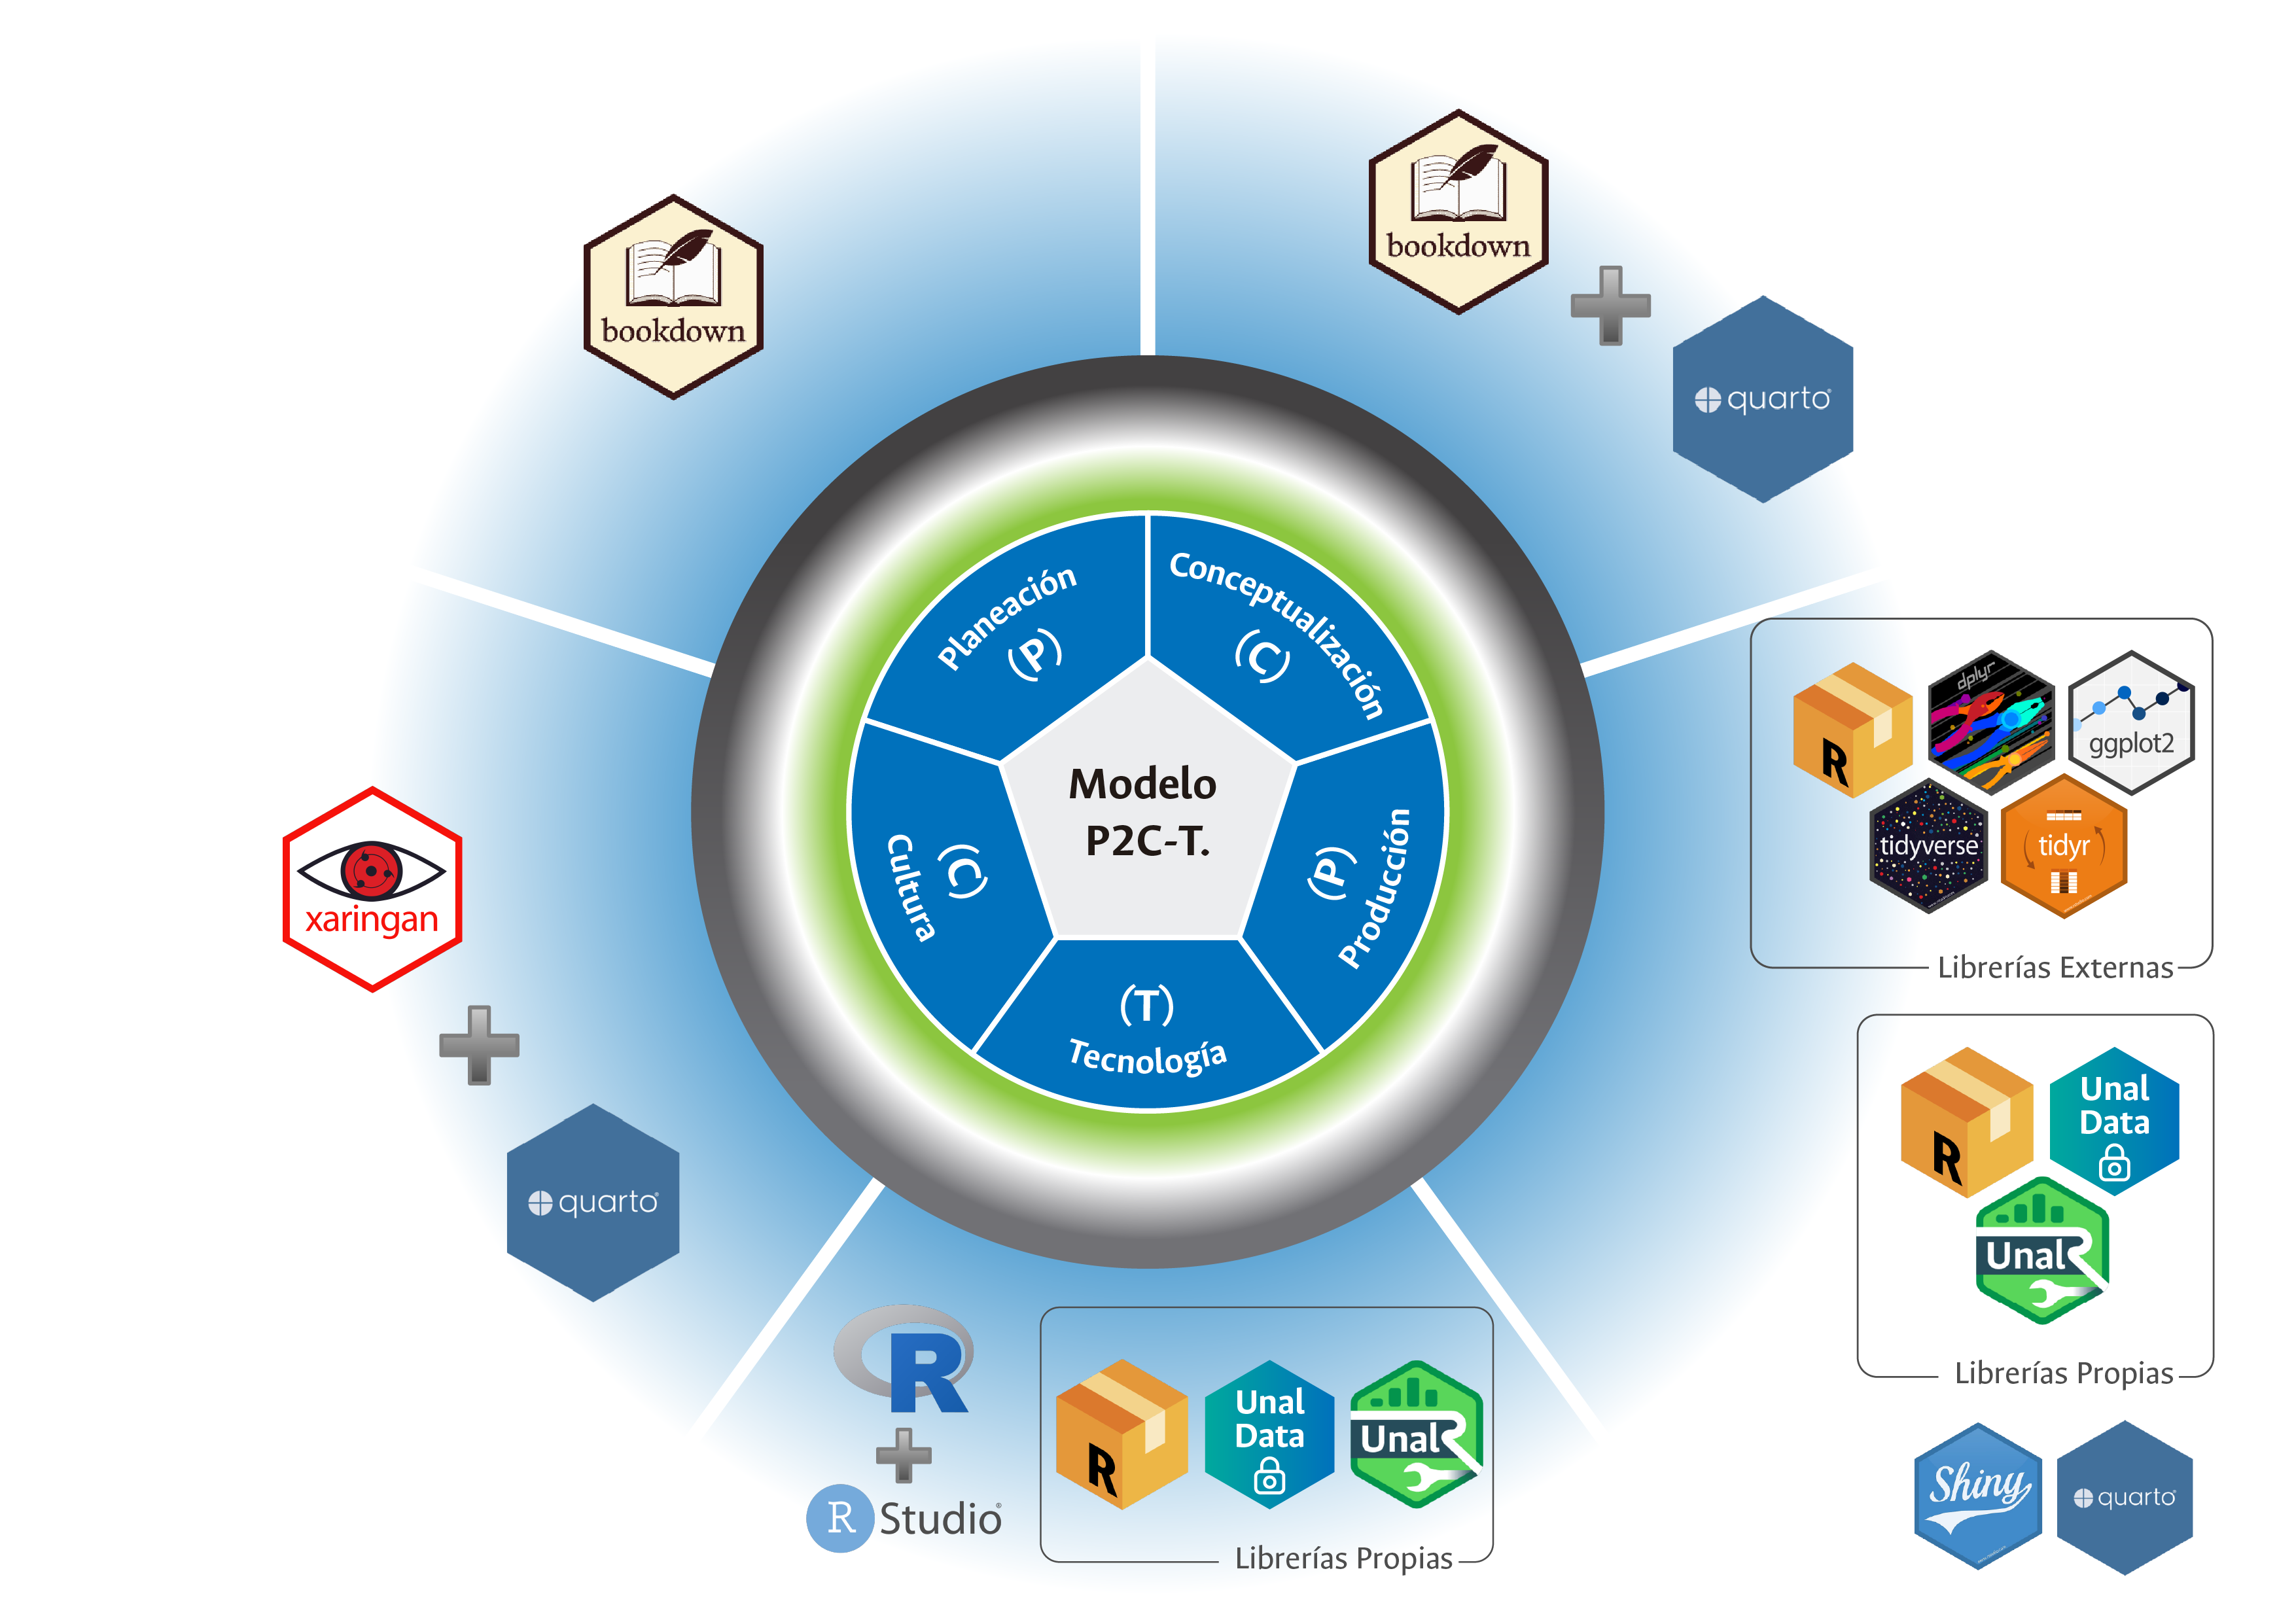 bookdown
bookdown
quarto
Planeación
(P)
Conceptualización
(C)
Modelo
P2C-T.
Cultura
(C)
Producción
(P)
(T)
Tecnología
R
dplyr
ggplot2
tidyverse
tidyr
Librerías Externas
xaringan
quarto
R
Unal
Data
UnalR
Librerías Propias
R
R Studio
R
Unal
Data
UnalR
Librerías Propias
Shiny
quarto